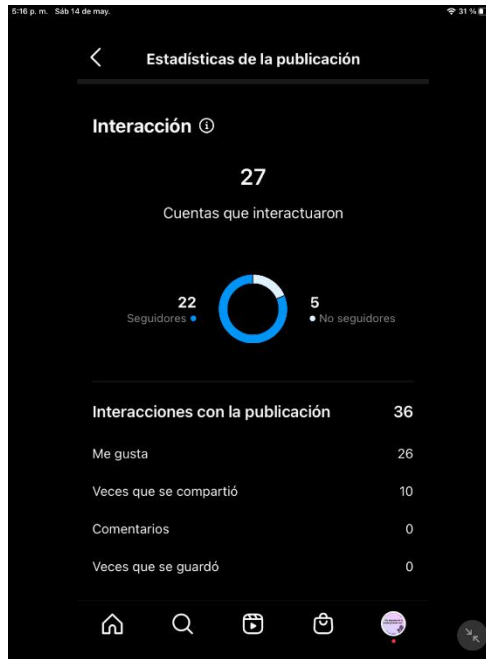 5:16 p. m. Sáb 14 de may. 31 %
Estadísticas de la publicación
Interacción
27
Cuentas que interactuaron
22
Seguidores
5
No seguidores
Interacciones con la publicación 36
Me gusta 26
Veces que se compartió 10
Comentarios 0
Veces que se guardó 0